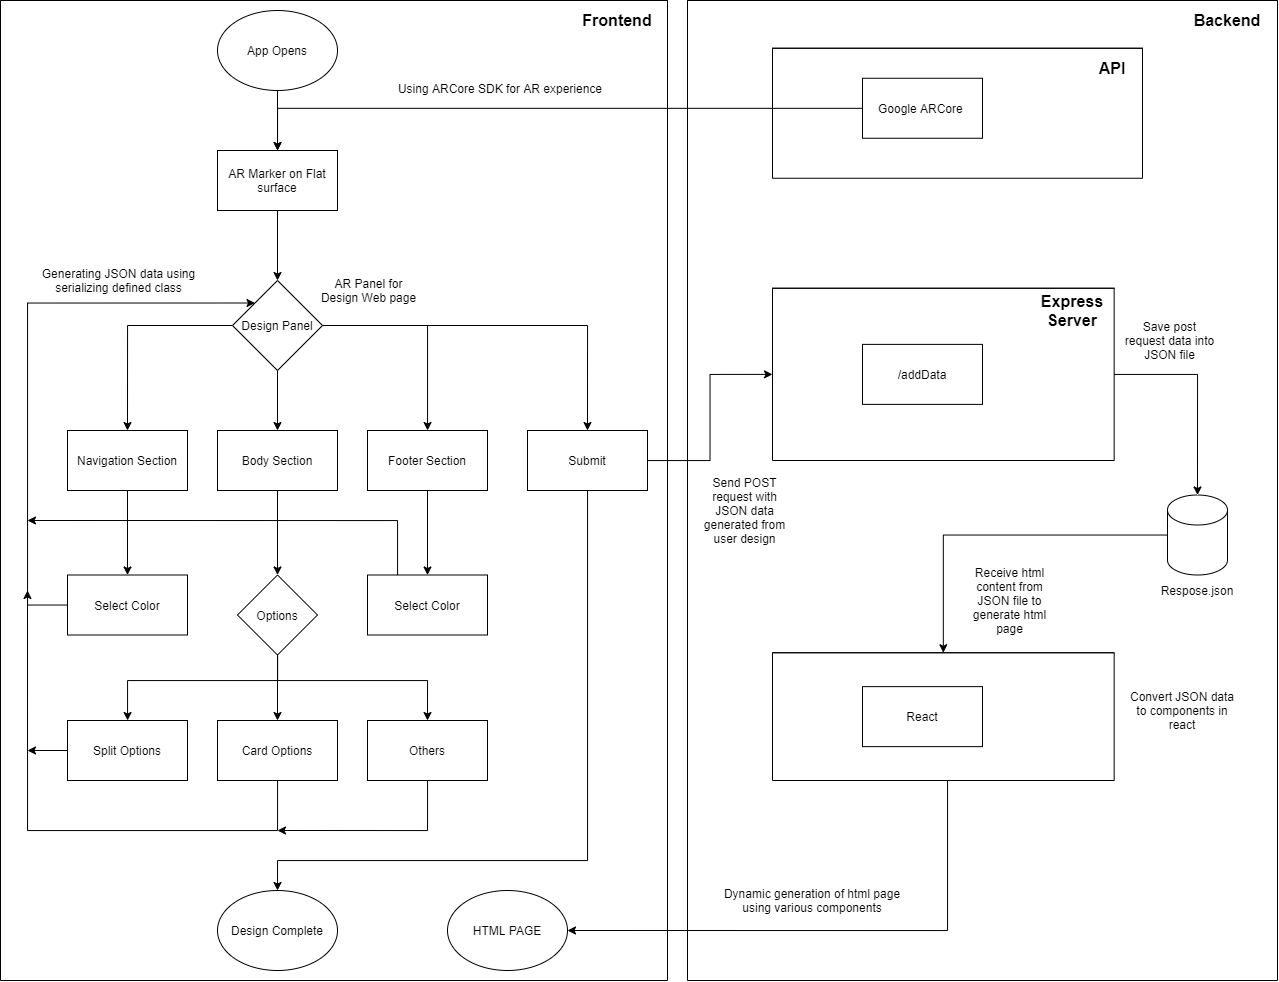 Frontend
App Opens
Using ARCore SDK for AR experience
AR Marker on Flat
surface
Generating JSON data using
serializing defined class
AR Panel for
Design Web page
Design Panel
Navigation Section
Body Section
Footer Section
Submit
Select Color
Options
Select Color
Split Options
Card Options
Others
Design Complete
HTML PAGE
Backend
API
Google ARCore
Express
Server
/addData
Save post
request data into
JSON file
Send POST
request with
JSON data
generated from
user design
Respose.json
Receive html
content from
JSON file to
generate html
page
React
Convert JSON data
to components in
react
Dynamic generation of html page
using various components